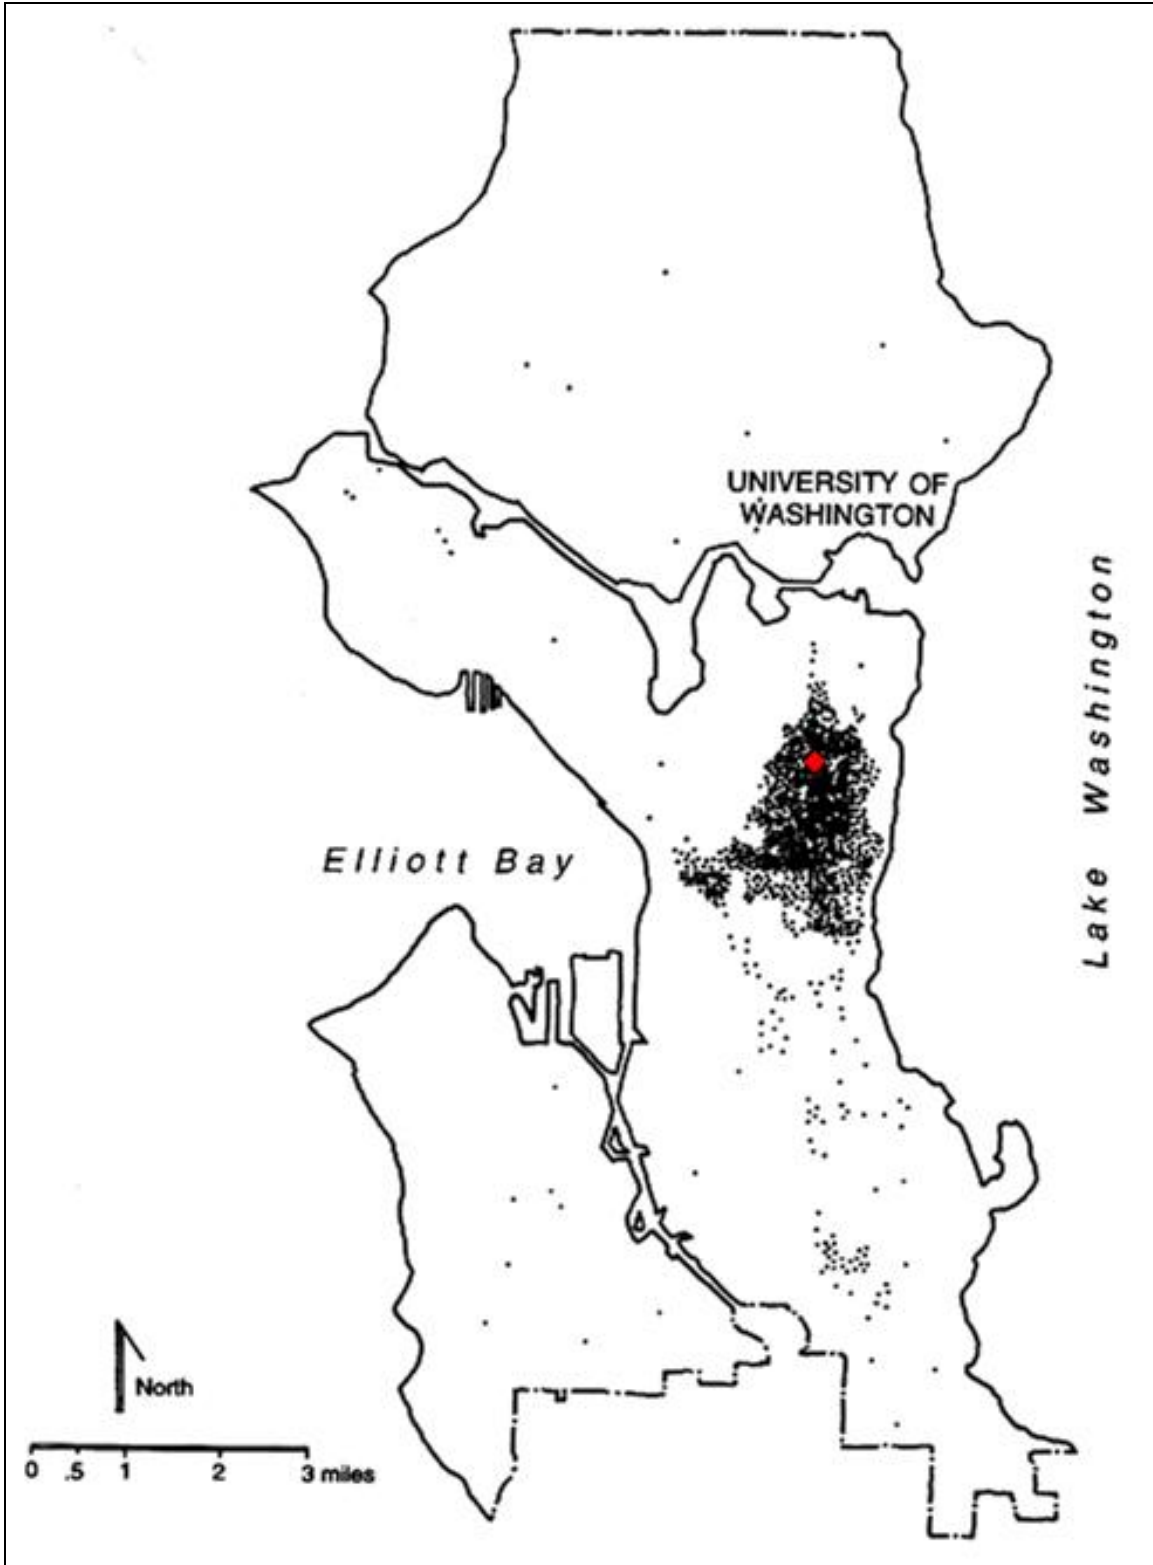 UNIVERSITY OF
WASHINGTON
Lake Washington
Elliott Bay
North
0 .5 1 2 3 miles